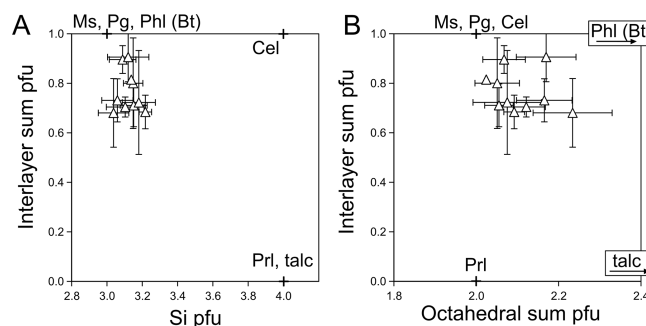 A
Ms, Pg, Phl (Bt)
Cel
Prl, talc
Interlayer sum pfu
1.0
0.8
0.6
0.4
0.2
0.0
2.8 3.0 3.2 3.4 3.6 3.8 4.0 4.2
Si pfu
B
Ms, Pg, Cel
Phl (Bt)
Prl
talc
Interlayer sum pfu
1.0
0.8
0.6
0.4
0.2
0.0
1.8 2.0 2.2 2.4
Octahedral sum pfu